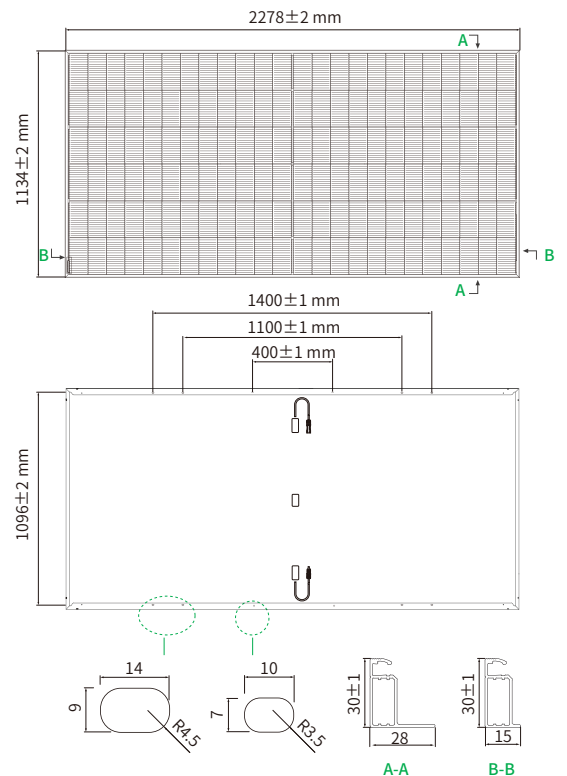 2278±2 mm
A
1134±2 mm
B
B
A
1400±1 mm
1100±1 mm
400±1 mm
1096±2 mm
14
9
R4.5
10
7
R3.5
30±1
28
A-A
30±1
15
B-B